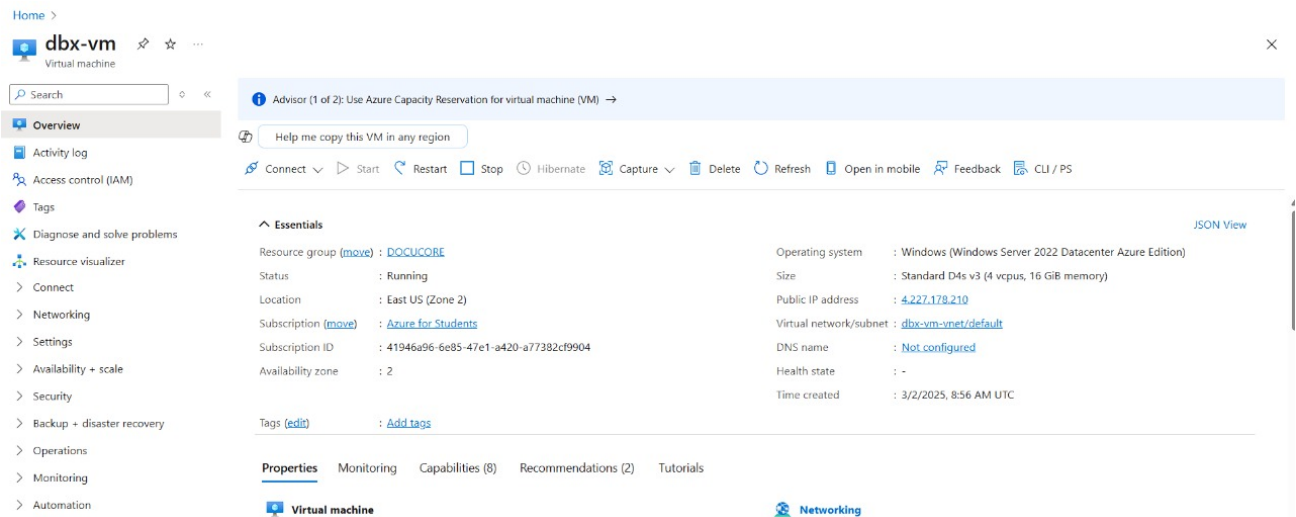 Home >
dbx-vm
Virtual machine
Search
Overview
Activity log
Access control (IAM)
Tags
Diagnose and solve problems
Resource visualizer
Connect
Networking
Settings
Availability + scale
Security
Backup + disaster recovery
Operations
Monitoring
Automation
Advisor (1 of 2): Use Azure Capacity Reservation for virtual machine (VM) →
Help me copy this VM in any region
Connect Start Restart Stop Hibernate Capture Delete Refresh Open in mobile Feedback CLI / PS
Essentials
JSON View
Resource group (move) : DOCUCORE
Status : Running
Location : East US (Zone 2)
Subscription (move) : Azure for Students
Subscription ID : 41946a96-6e85-47e1-a420-a77382cf9904
Availability zone : 2
Operating system : Windows (Windows Server 2022 Datacenter Azure Edition)
Size : Standard D4s v3 (4 vcpus, 16 GiB memory)
Public IP address : 4.227.178.210
Virtual network/subnet : dbx-vm-vnet/default
DNS name : Not configured
Health state : -
Time created : 3/2/2025, 8:56 AM UTC
Tags (edit) : Add tags
Properties Monitoring Capabilities (8) Recommendations (2) Tutorials
Virtual machine
Networking